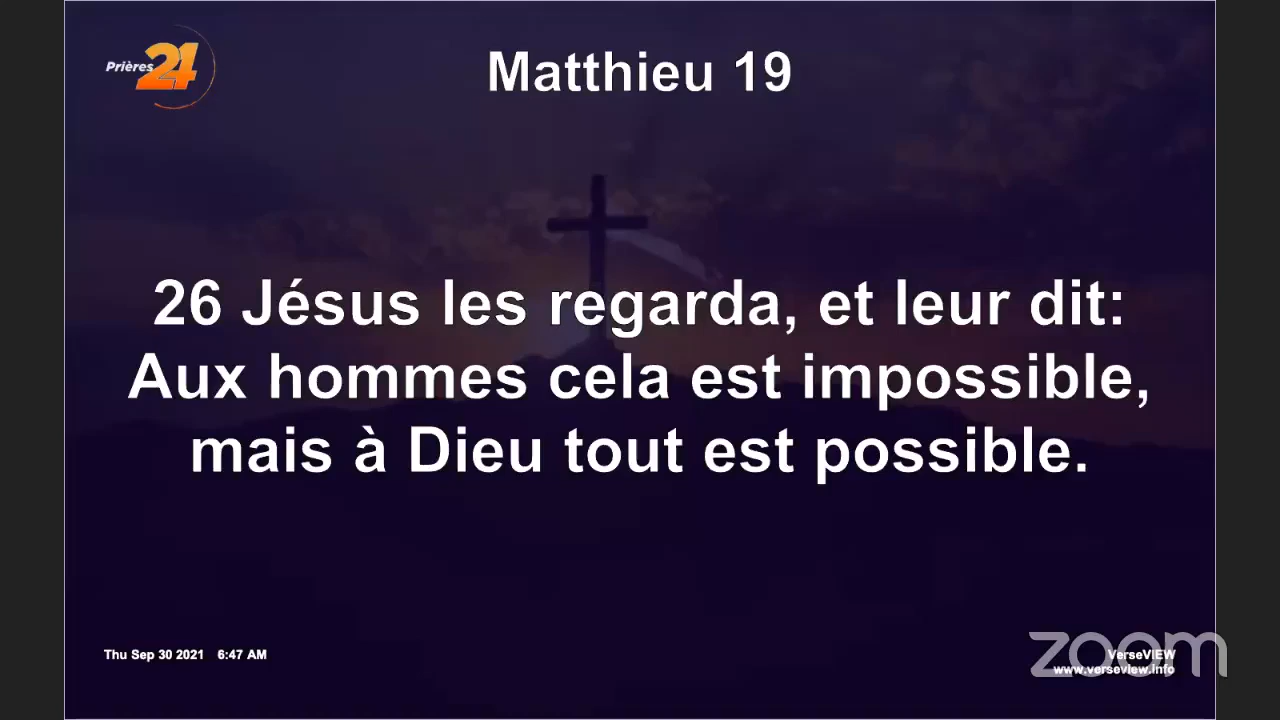 Prières 24
Matthieu 19
26 Jésus les regarda, et leur dit:
Aux hommes cela est impossible,
mais à Dieu tout est possible.
Thu Sep 30 2021 6:47 AM
zoom
VerseVIEW
www.verseview.info